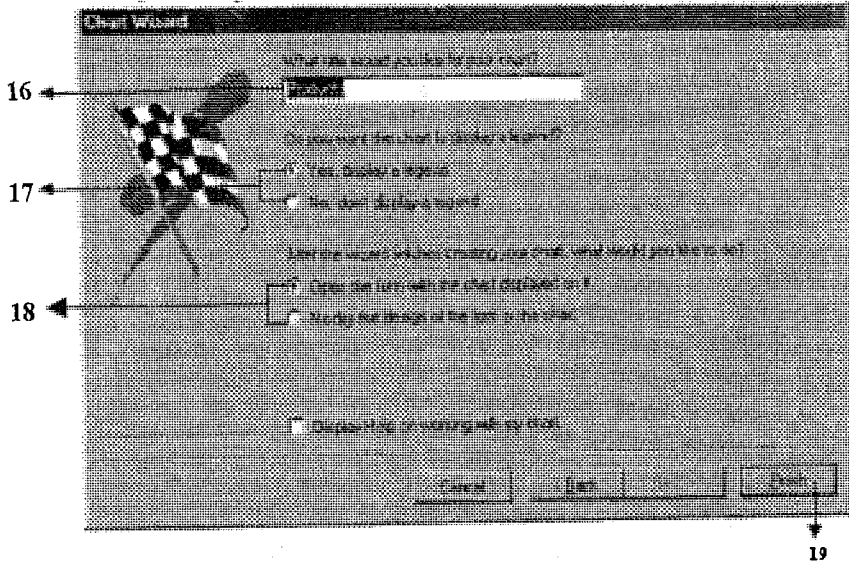 Chart Wizard
What title would you like for your chart?
16
Do you want the chart to display a legend?
Yes, display a legend.
17
No, don't display a legend.
After the wizard finishes creating your chart, what would you like to do?
Open the form with the chart displayed on it.
18
Modify the design of the form or the chart.
Display Help on working with my chart.
Cancel
Back
Finish
19